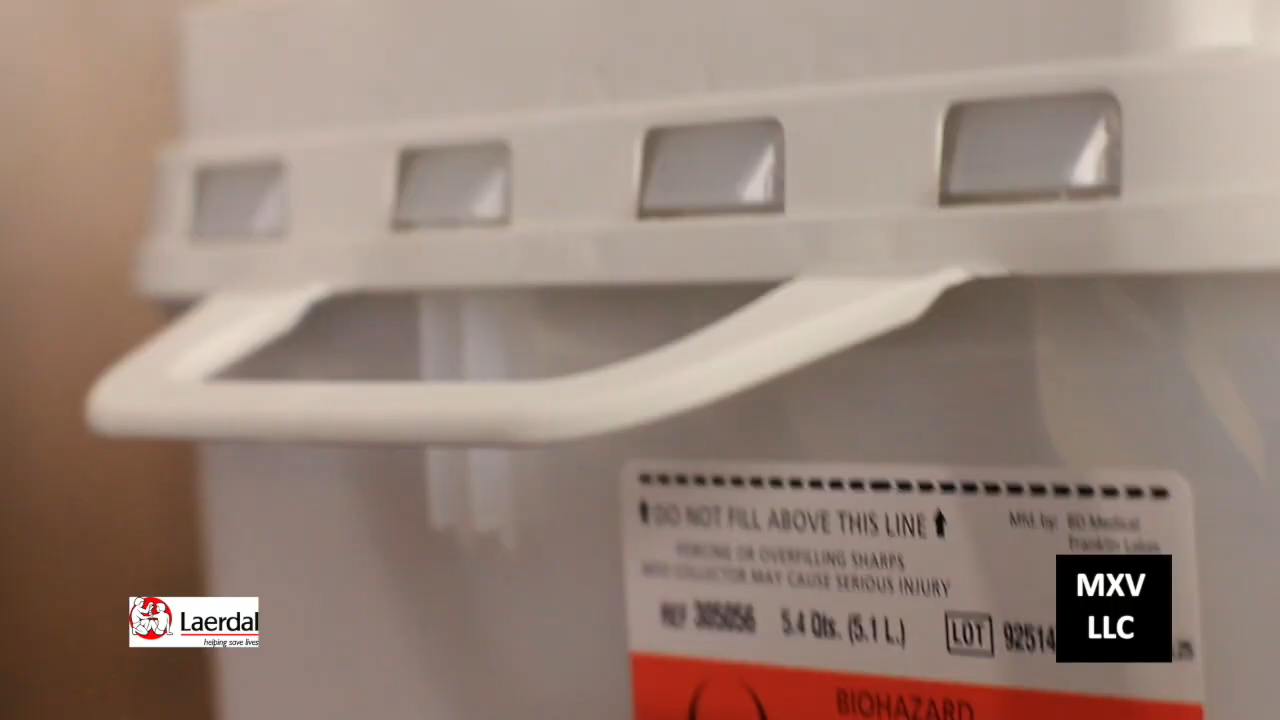 DO NOT FILL ABOVE THIS LINE
Mfd. by: BD Medical
Franklin Lakes
FORCING OR OVERFILLING SHARPS
COLLECTOR MAY CAUSE SERIOUS INJURY
REF 305056 5.4 Qts. (5.1 L.) LOT 92514
BIOHAZARD
Laerdal
helping save lives
MXV
LLC